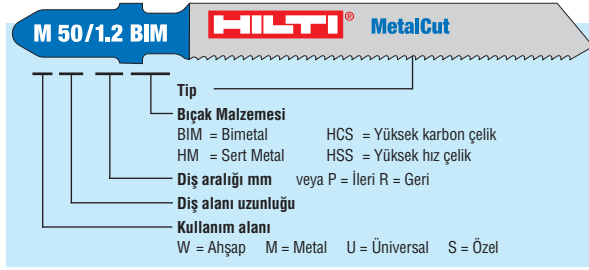 M 50/1.2 BIM HILTI® MetalCut
Tip
Bıçak Malzemesi
BIM = Bimetal HCS = Yüksek karbon çelik
HM = Sert Metal HSS = Yüksek hız çelik
Diş aralığı mm veya P = İleri R = Geri
Diş alanı uzunluğu
Kullanım alanı
W = Ahşap M = Metal U = Üniversal S = Özel